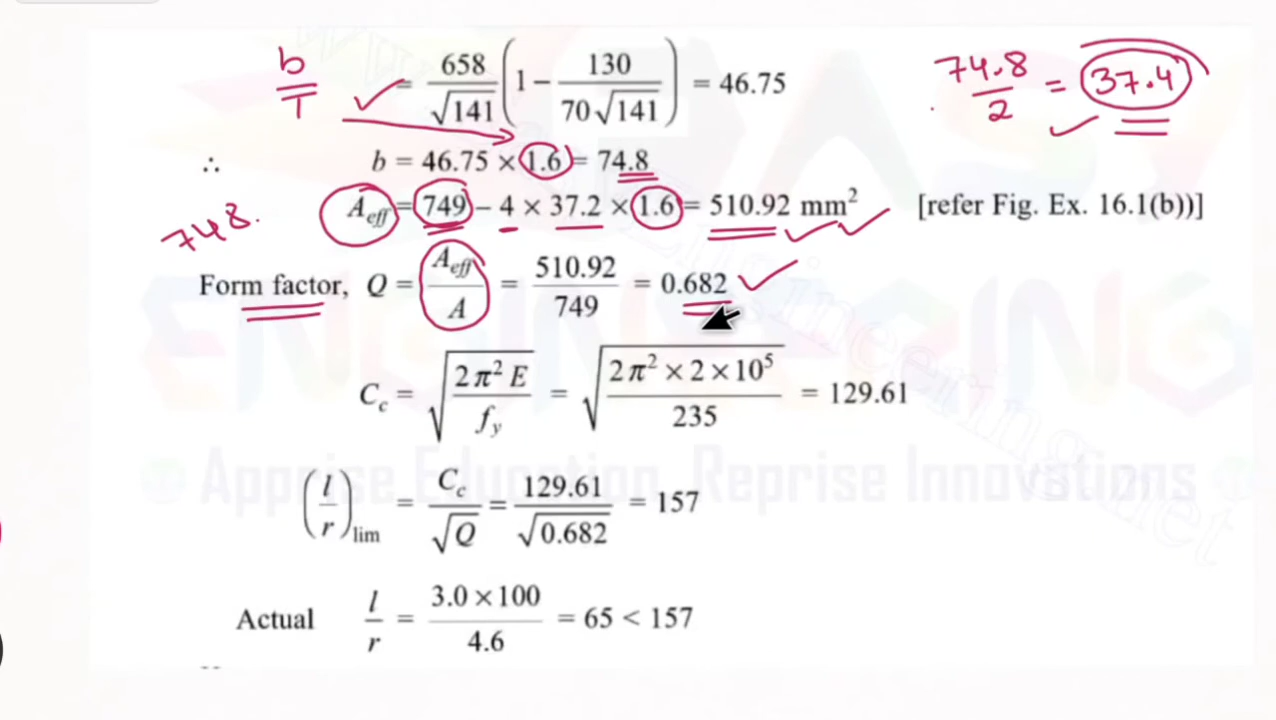 b/T = 658/√141 (1 − 130/(70√141)) = 46.75
74.8/2 = 37.4
∴ b = 46.75 × 1.6 = 74.8
748.
A_eff = 749 − 4 × 37.2 × 1.6 = 510.92 mm² [refer Fig. Ex. 16.1(b))]
Form factor, Q = A_eff/A = 510.92/749 = 0.682
C_c = √(2π² E/f_y) = √(2π² × 2 × 10⁵/235) = 129.61
(l/r)_lim = C_c/√Q = 129.61/√0.682 = 157
Apprise Education, Reprise Innovations
Actual l/r = 3.0 × 100/4.6 = 65 < 157